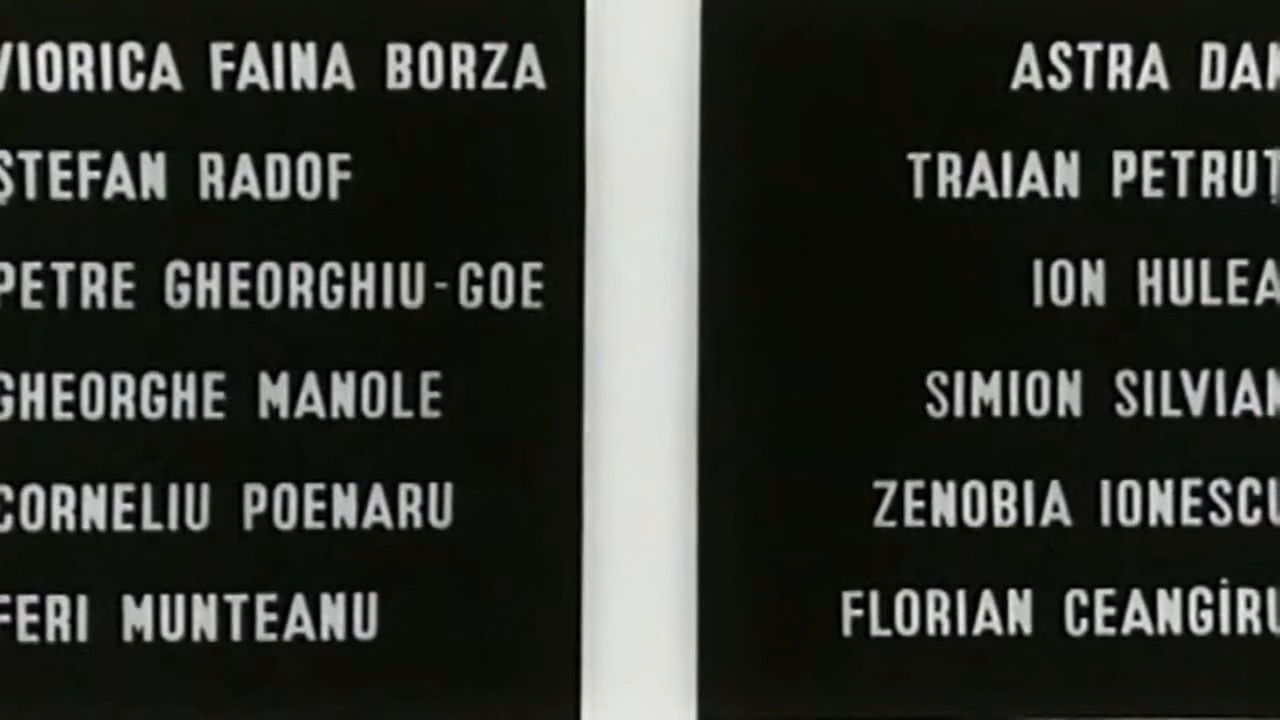 VIORICA FAINA BORZA
ȘTEFAN RADOF
PETRE GHEORGHIU-GOE
GHEORGHE MANOLE
CORNELIU POENARU
FERI MUNTEANU
ASTRA DAN
TRAIAN PETRUȚ
ION HULEA
SIMION SILVIAN
ZENOBIA IONESCU
FLORIAN CEANGÎRU